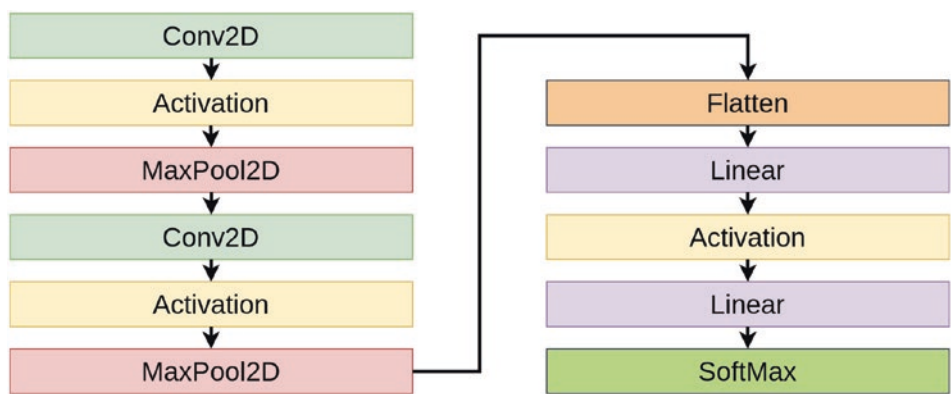 Conv2D
Activation
MaxPool2D
Conv2D
Activation
MaxPool2D
Flatten
Linear
Activation
Linear
SoftMax